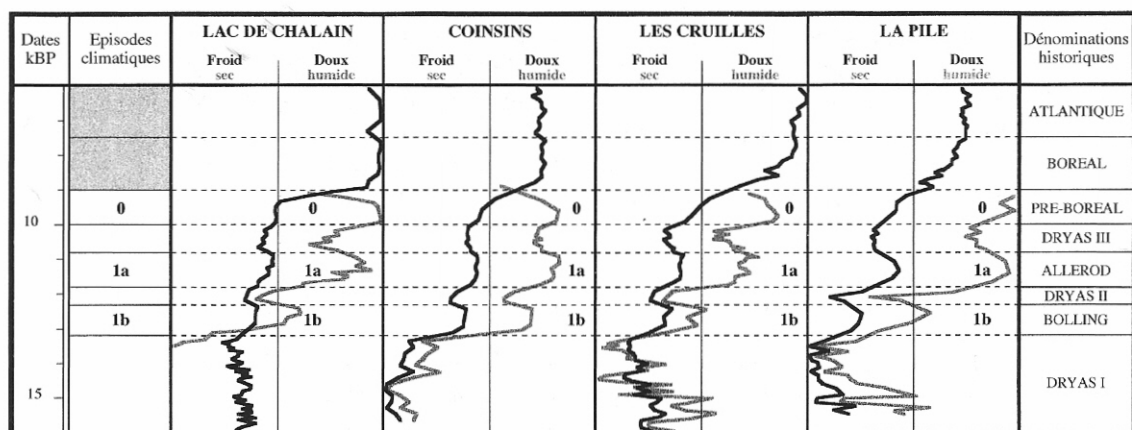 Dates kBP
Episodes climatiques
LAC DE CHALAIN
Froid sec
Doux humide
COINSINS
Froid sec
Doux humide
LES CRUILLES
Froid sec
Doux humide
LA PILE
Froid sec
Doux humide
Dénominations historiques
ATLANTIQUE
BOREAL
0
0
0
0
0
PRE-BOREAL
10
DRYAS III
1a
1a
1a
1a
1a
ALLEROD
DRYAS II
1b
1b
1b
1b
BOLLING
DRYAS I
15